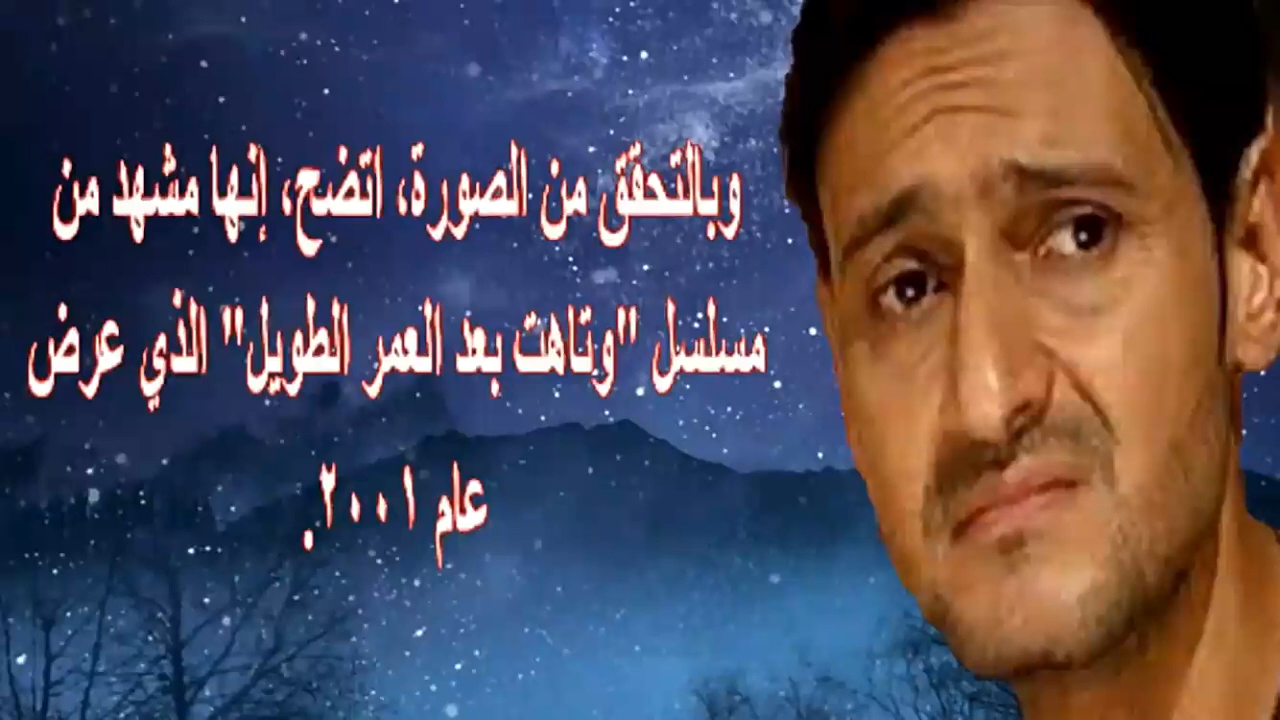 وبالتحقق من الصورة، اتضح، إنها مشهد من
مسلسل "وتاهت بعد العمر الطويل" الذي عرض
عام ٢٠٠١.